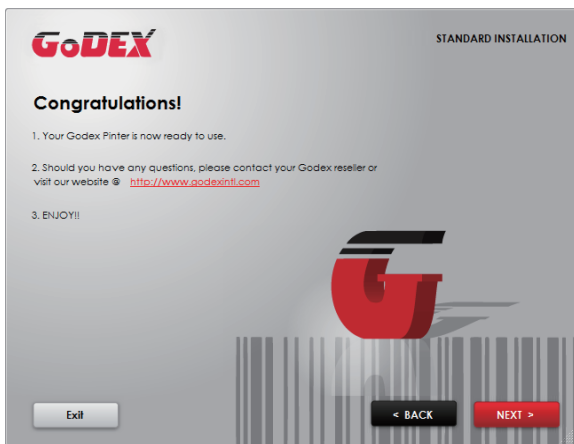 GoDEX
STANDARD INSTALLATION
Congratulations!
1. Your Godex Pinter is now ready to use.
2. Should you have any questions, please contact your Godex reseller or
visit our website @ http://www.godexintl.com
3. ENJOY!!
G
Exit
< BACK
NEXT >